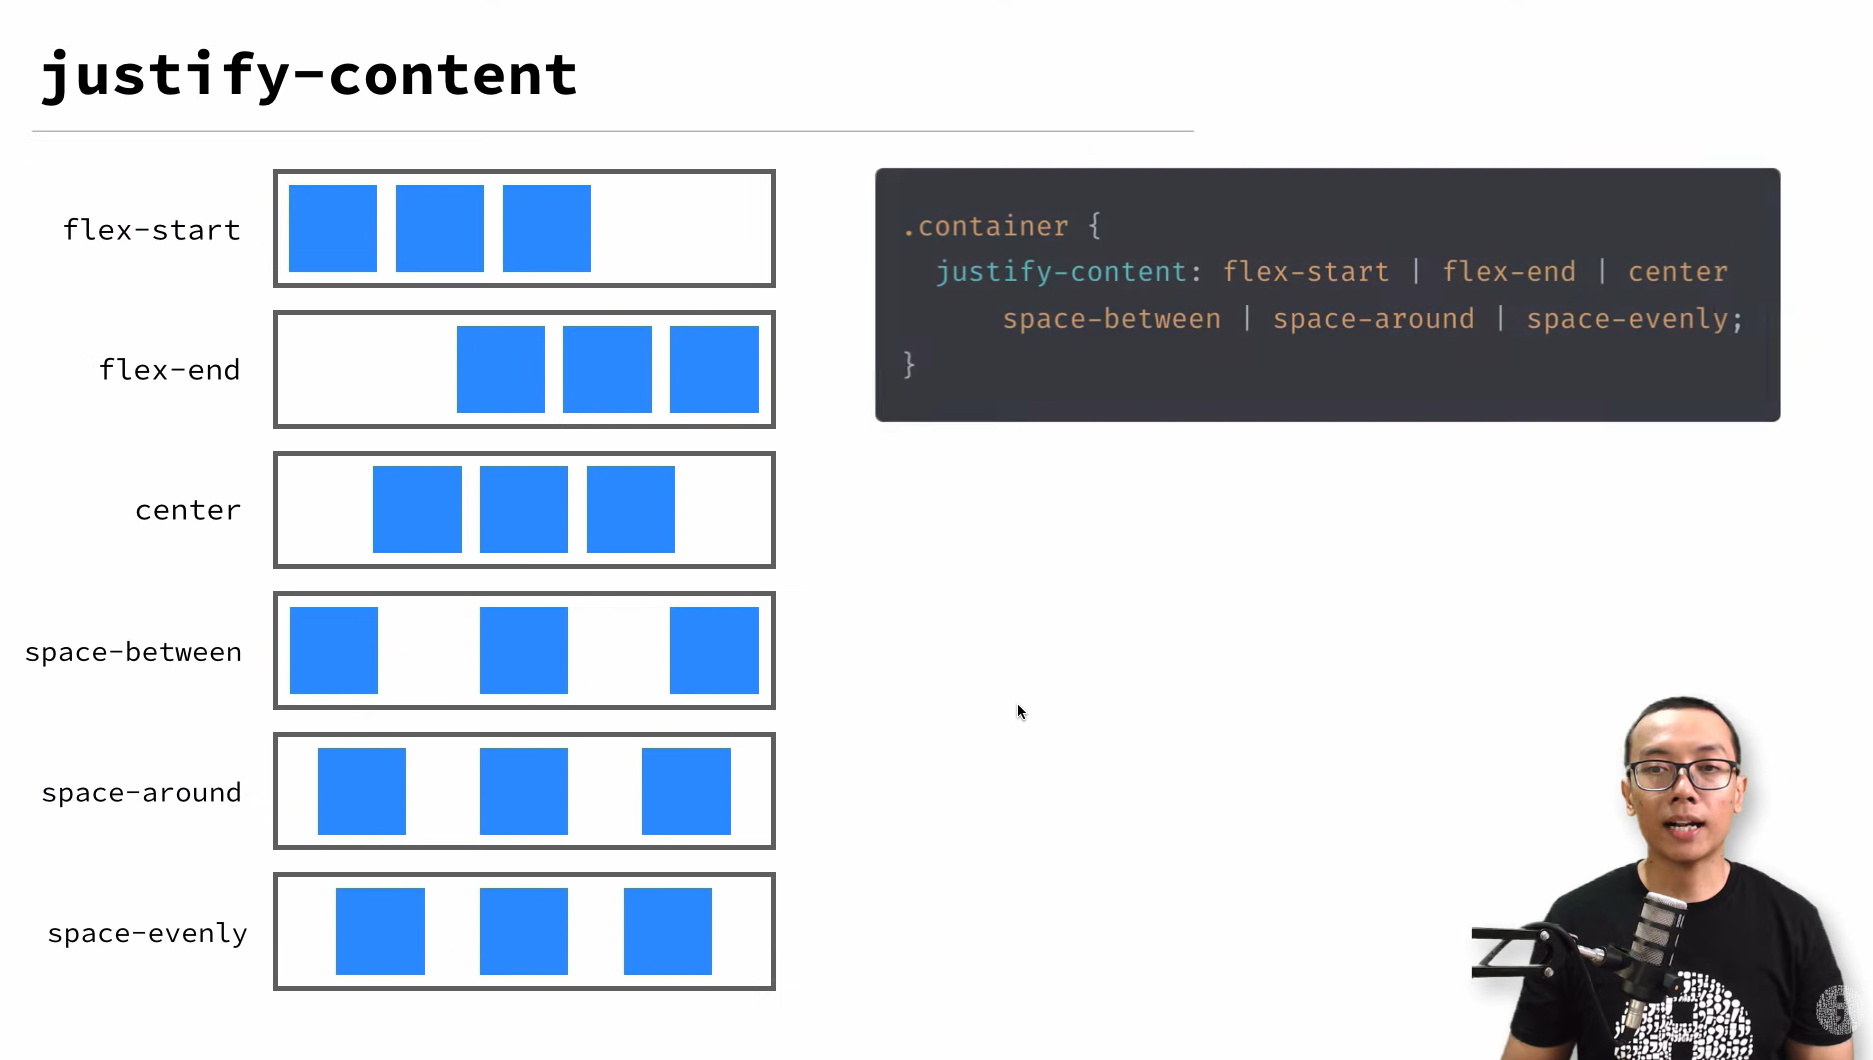 justify-content
flex-start
flex-end
center
space-between
space-around
space-evenly
.container {
justify-content: flex-start | flex-end | center
space-between | space-around | space-evenly;
}